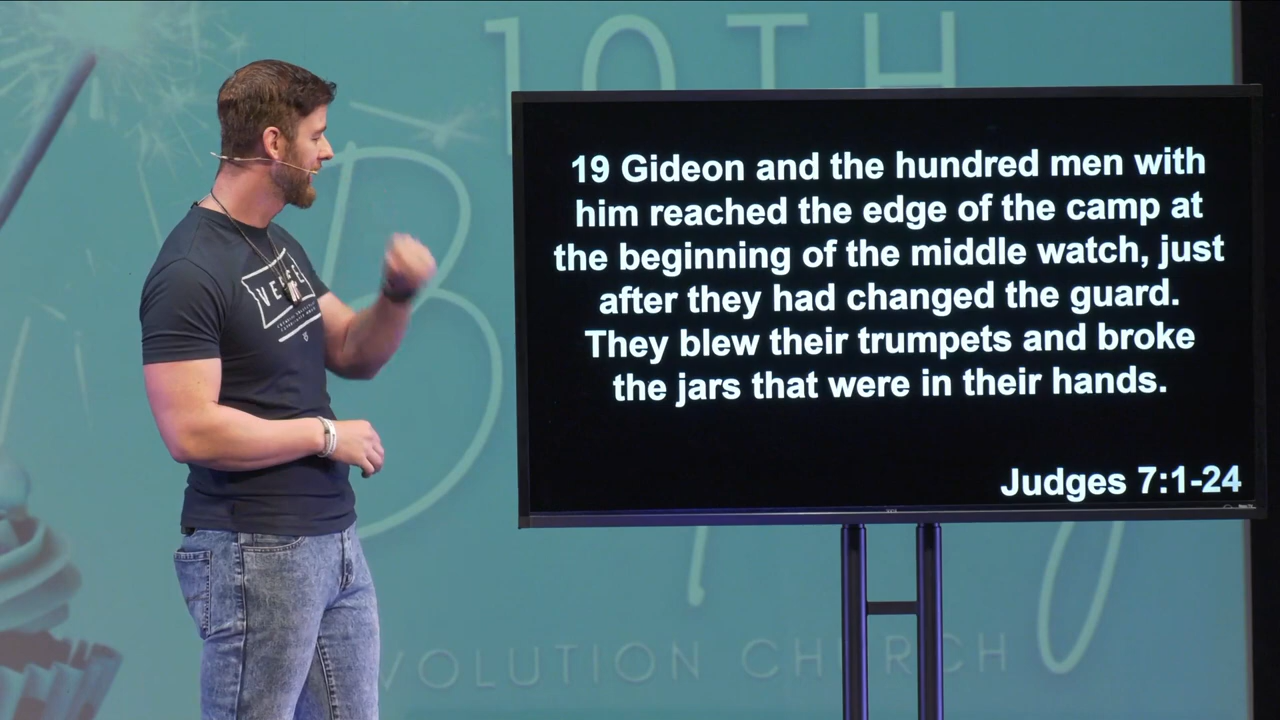 10TH
B
19 Gideon and the hundred men with
him reached the edge of the camp at
the beginning of the middle watch, just
after they had changed the guard.
They blew their trumpets and broke
the jars that were in their hands.
Judges 7:1-24
VOLUTION CHURCH